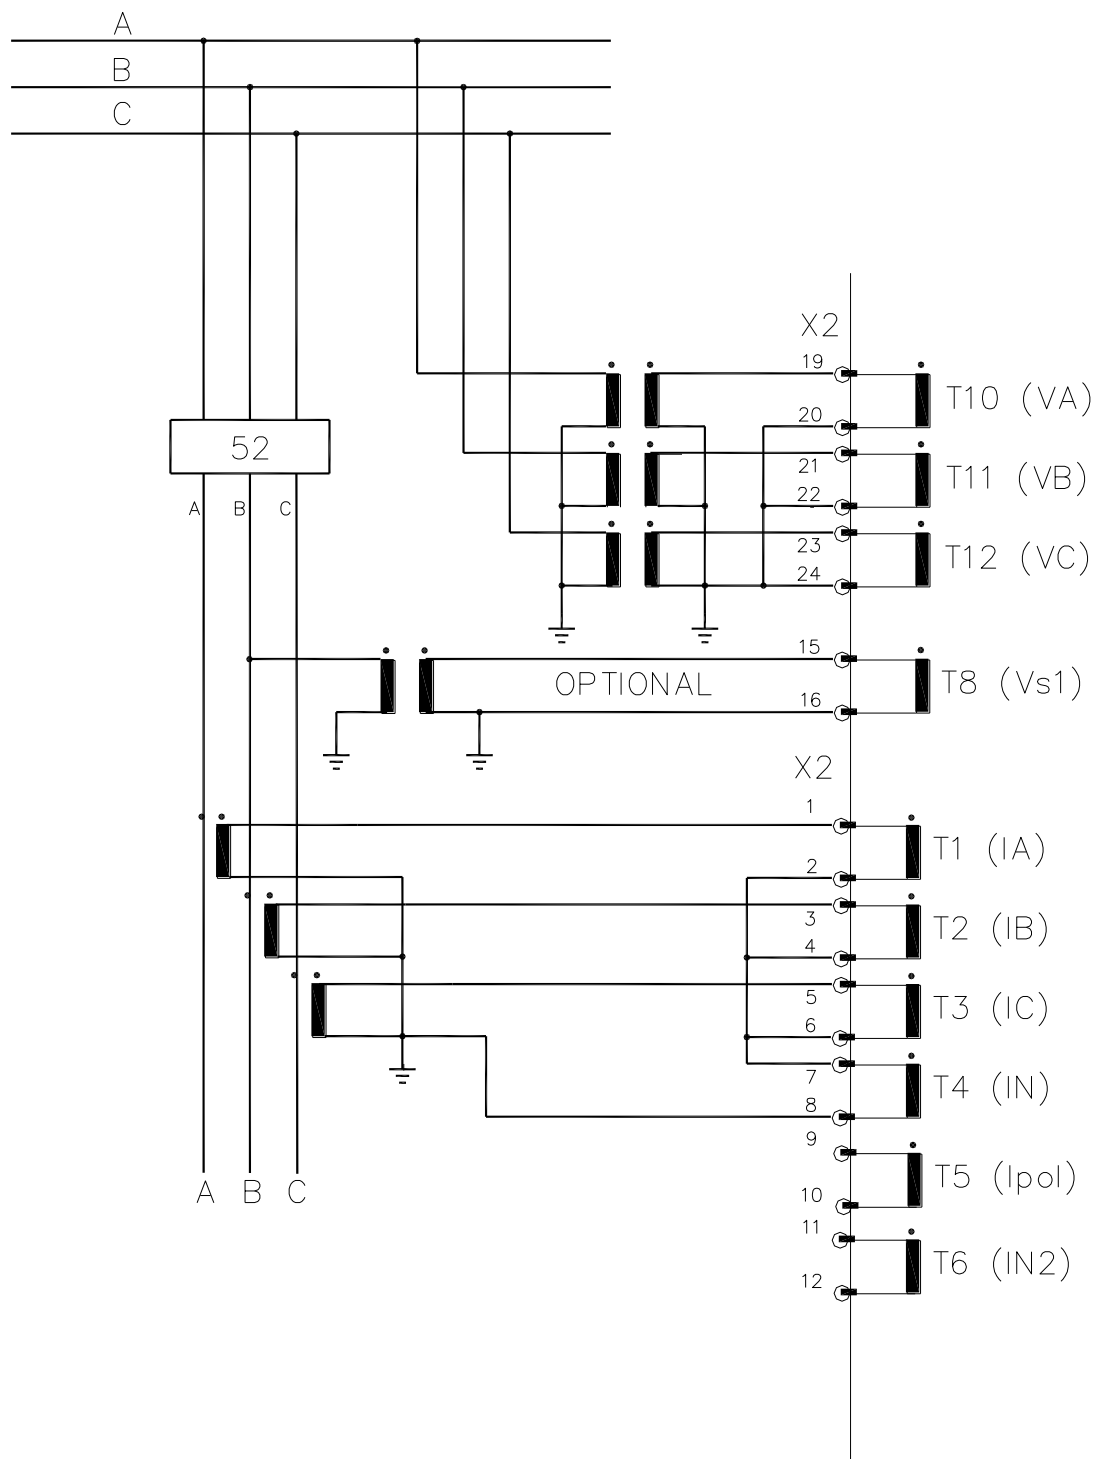 A
B
C
X2
19
T10 (VA)
20
52
21
T11 (VB)
22
A B C
23
T12 (VC)
24
15
OPTIONAL
T8 (Vs1)
16
X2
1
T1 (IA)
2
3
T2 (IB)
4
5
T3 (IC)
6
7
T4 (IN)
8
9
T5 (Ipol)
A B C
10
11
T6 (IN2)
12